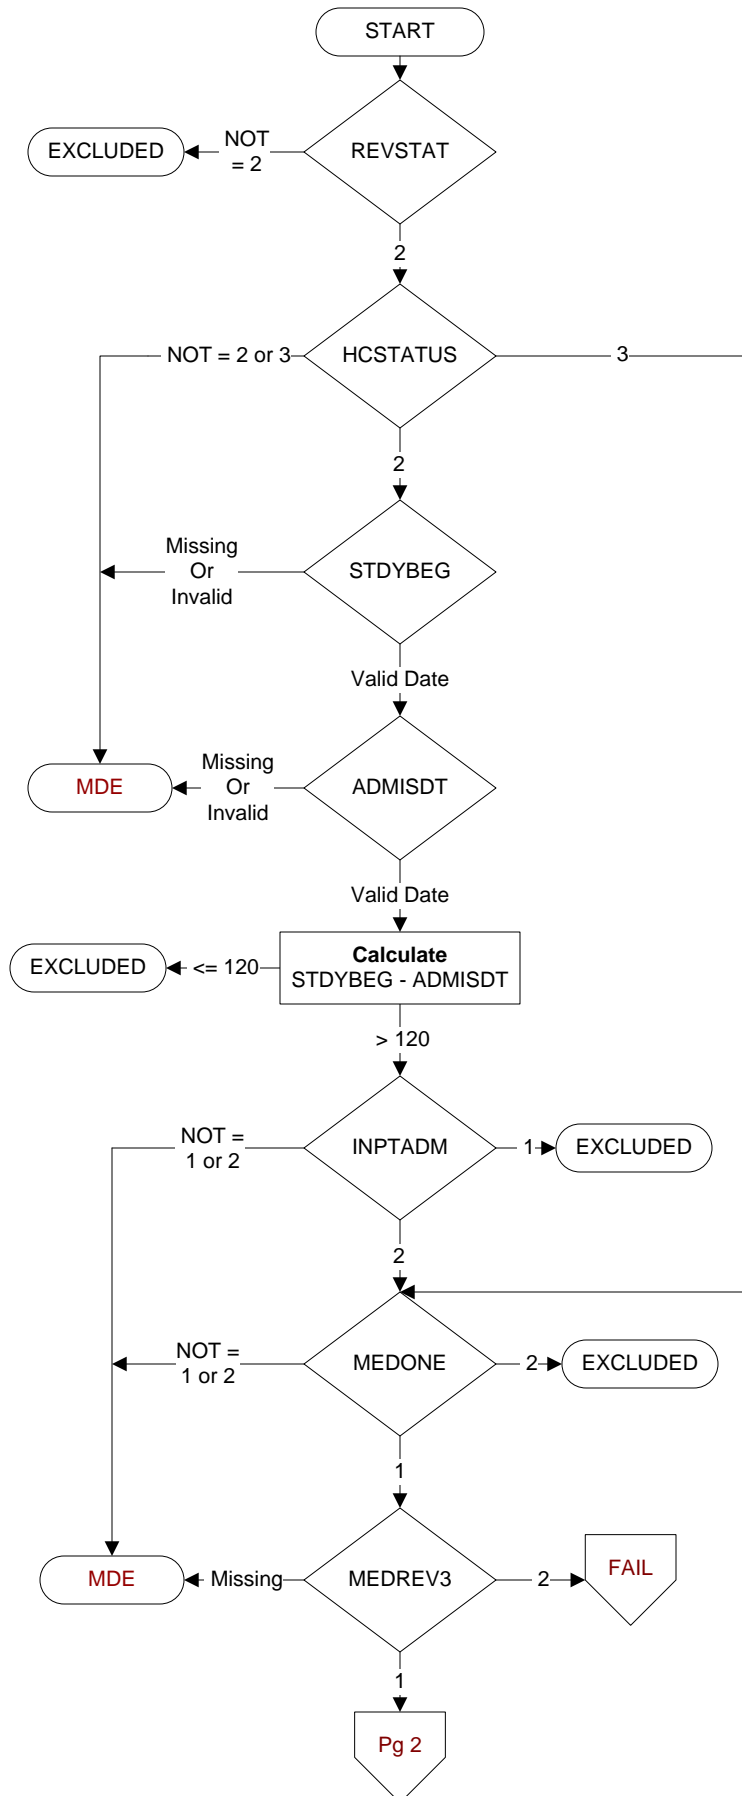 START
REVSTAT
NOT
= 2
EXCLUDED
2
HCSTATUS
NOT = 2 or 3
3
2
STDYBEG
Missing
Or
Invalid
Valid Date
ADMISDT
Missing
Or
Invalid
MDE
Valid Date
Calculate
STDYBEG - ADMISDT
<= 120
EXCLUDED
> 120
INPTADM
NOT =
1 or 2
1
EXCLUDED
2
MEDONE
NOT =
1 or 2
2
EXCLUDED
1
MEDREV3
Missing
MDE
2
FAIL
1
Pg 2